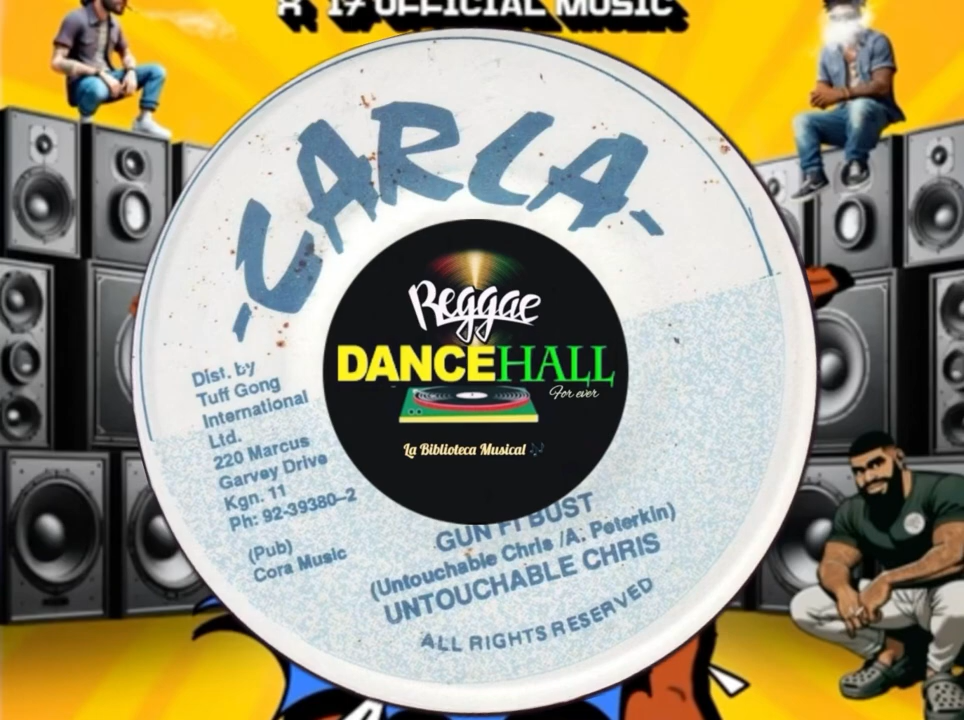 X 17 OFFICIAL MUSIC
-CARLA-
Reggae
DANCEHALL
For ever
La Biblioteca Musical
Dist. by
Tuff Gong
International
Ltd.
220 Marcus
Garvey Drive
Kgn. 11
Ph: 92-39380-2
(Pub)
Cora Music
GUN FI BUST
(Untouchable Chris /A. Peterkin)
UNTOUCHABLE CHRIS
ALL RIGHTS RESERVED